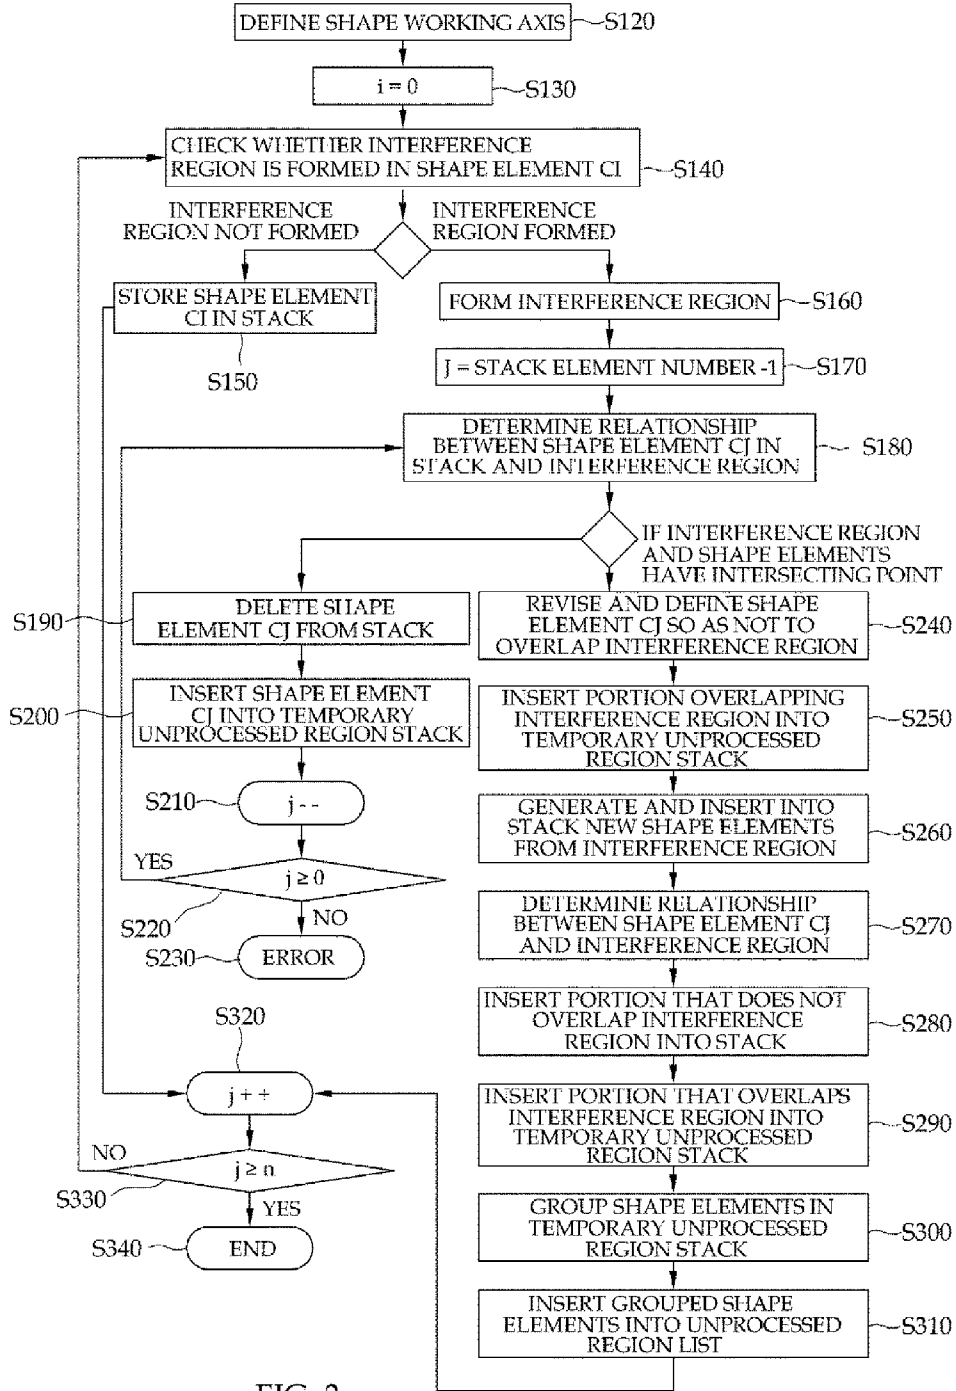 DEFINE SHAPE WORKING AXIS
S120
i = 0
S130
CHECK WHETHER INTERFERENCE
REGION IS FORMED IN SHAPE ELEMENT CI
S140
INTERFERENCE
REGION NOT FORMED
INTERFERENCE
REGION FORMED
STORE SHAPE ELEMENT
CI IN STACK
S150
FORM INTERFERENCE REGION
S160
J = STACK ELEMENT NUMBER -1
S170
DETERMINE RELATIONSHIP
BETWEEN SHAPE ELEMENT CJ IN
STACK AND INTERFERENCE REGION
S180
IF INTERFERENCE REGION
AND SHAPE ELEMENTS
HAVE INTERSECTING POINT
S190
DELETE SHAPE
ELEMENT CJ FROM STACK
S200
INSERT SHAPE ELEMENT
CJ INTO TEMPORARY
UNPROCESSED REGION STACK
S210
j - -
YES
j ≥ 0
S220
NO
S230
ERROR
REVISE AND DEFINE SHAPE
ELEMENT CJ SO AS NOT TO
OVERLAP INTERFERENCE REGION
S240
INSERT PORTION OVERLAPPING
INTERFERENCE REGION INTO
TEMPORARY UNPROCESSED
REGION STACK
S250
GENERATE AND INSERT INTO
STACK NEW SHAPE ELEMENTS
FROM INTERFERENCE REGION
S260
DETERMINE RELATIONSHIP
BETWEEN SHAPE ELEMENT CJ
AND INTERFERENCE REGION
S270
INSERT PORTION THAT DOES NOT
OVERLAP INTERFERENCE
REGION INTO STACK
S280
INSERT PORTION THAT OVERLAPS
INTERFERENCE REGION INTO
TEMPORARY UNPROCESSED
REGION STACK
S290
GROUP SHAPE ELEMENTS IN
TEMPORARY UNPROCESSED
REGION STACK
S300
INSERT GROUPED SHAPE
ELEMENTS INTO UNPROCESSED
REGION LIST
S310
S320
j + +
NO
j ≥ n
S330
YES
S340
END
FIG. 2